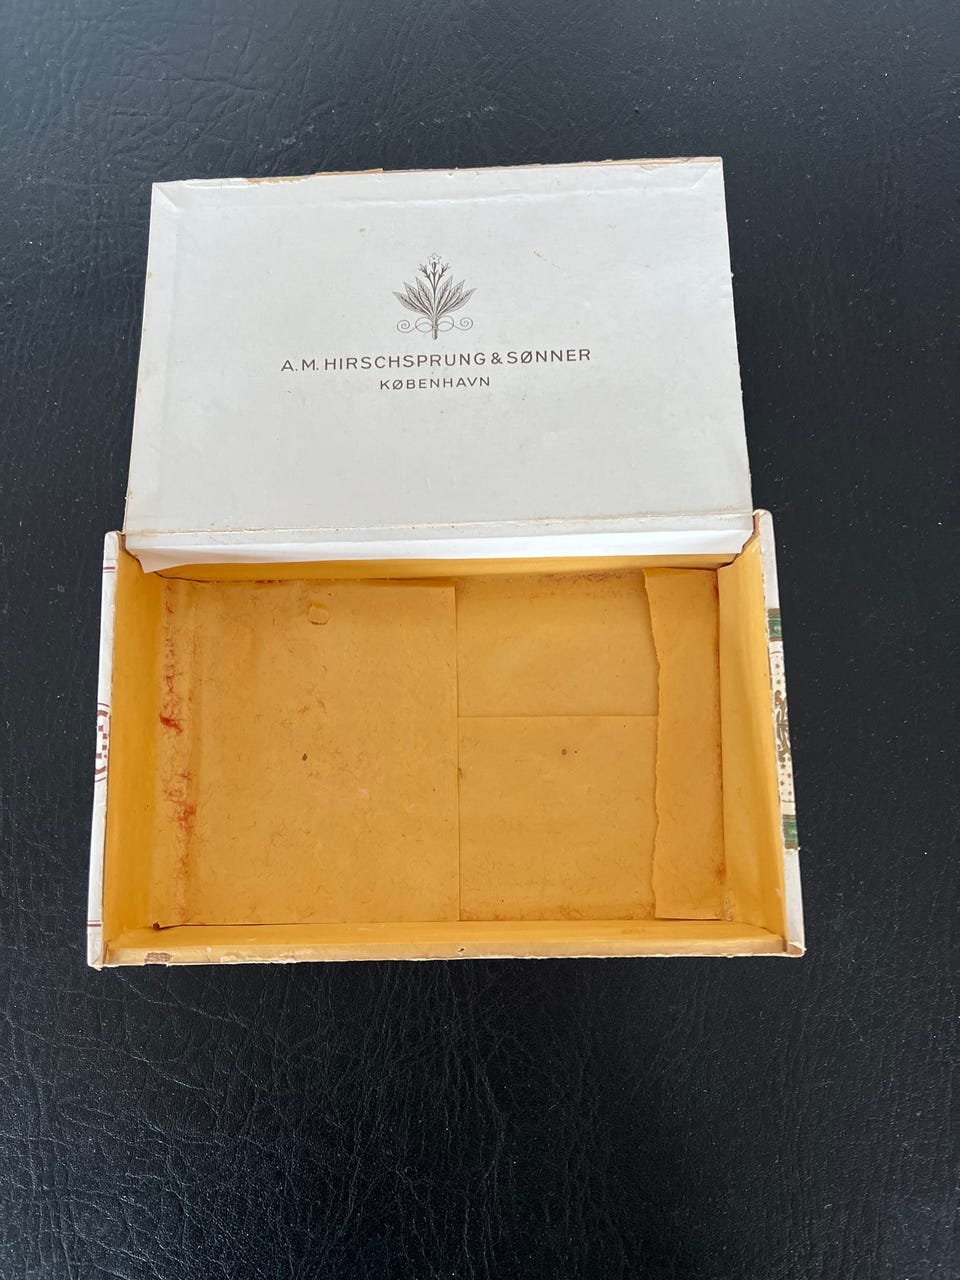 A.M. HIRSCHSPRUNG & SØNNER
KØBENHAVN